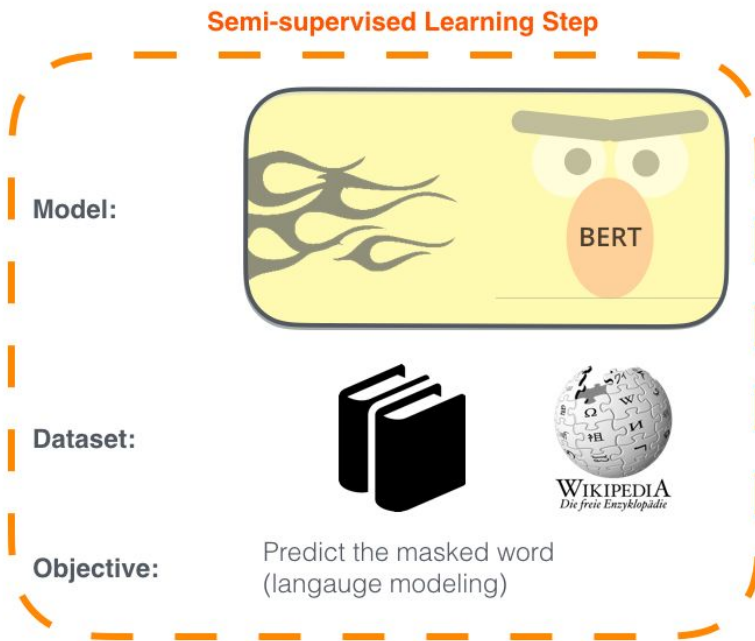 Semi-supervised Learning Step
Model:
BERT
Dataset:
WIKIPEDIA
Die freie Enzyklopädie
Objective:
Predict the masked word
(langauge modeling)